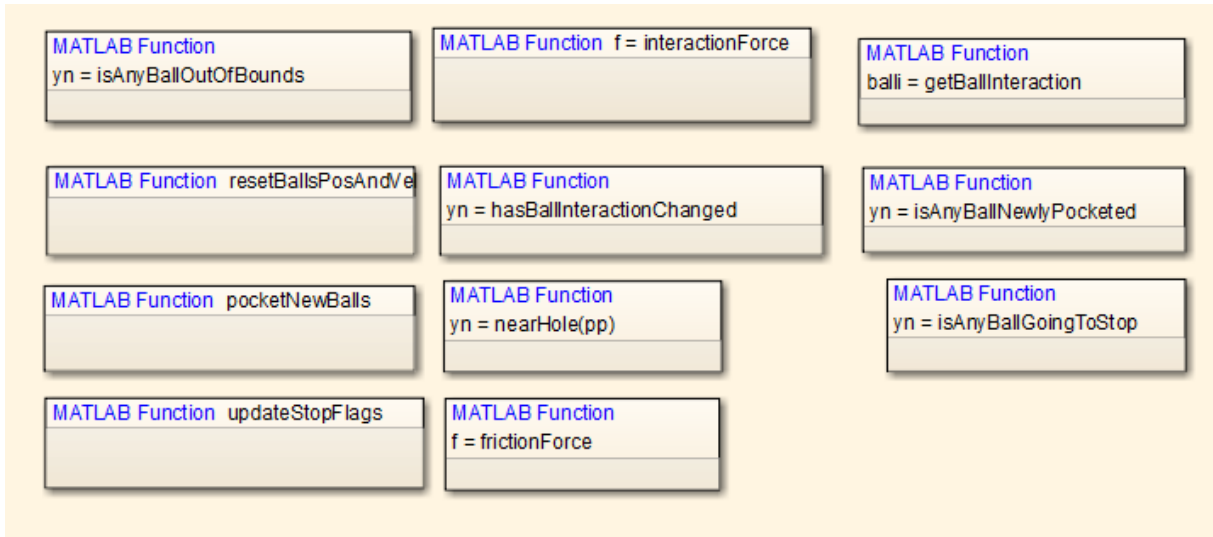 MATLAB Function
yn = isAnyBallOutOfBounds
MATLAB Function f = interactionForce
MATLAB Function
balli = getBallInteraction
MATLAB Function resetBallsPosAndVel
MATLAB Function
yn = hasBallInteractionChanged
MATLAB Function
yn = isAnyBallNewlyPocketed
MATLAB Function pocketNewBalls
MATLAB Function
yn = nearHole(pp)
MATLAB Function
yn = isAnyBallGoingToStop
MATLAB Function updateStopFlags
MATLAB Function
f = frictionForce